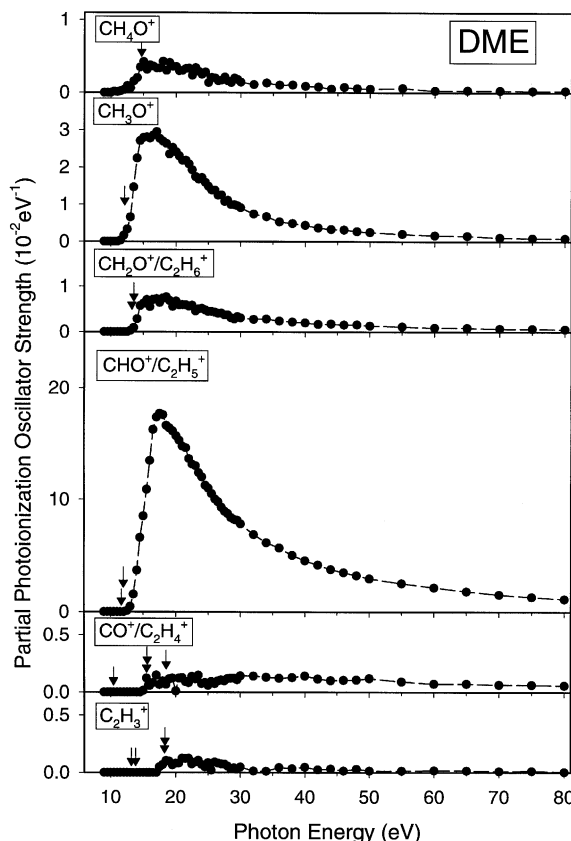 DME
CH₄O⁺
1
0
CH₃O⁺
3
2
1
0
CH₂O⁺/C₂H₆⁺
1
0
CHO⁺/C₂H₅⁺
20
10
0
CO⁺/C₂H₄⁺
0.5
0.0
C₂H₃⁺
0.5
0.0
10 20 30 40 50 60 70 80
Photon Energy (eV)
Partial Photoionization Oscillator Strength (10⁻²eV⁻¹)